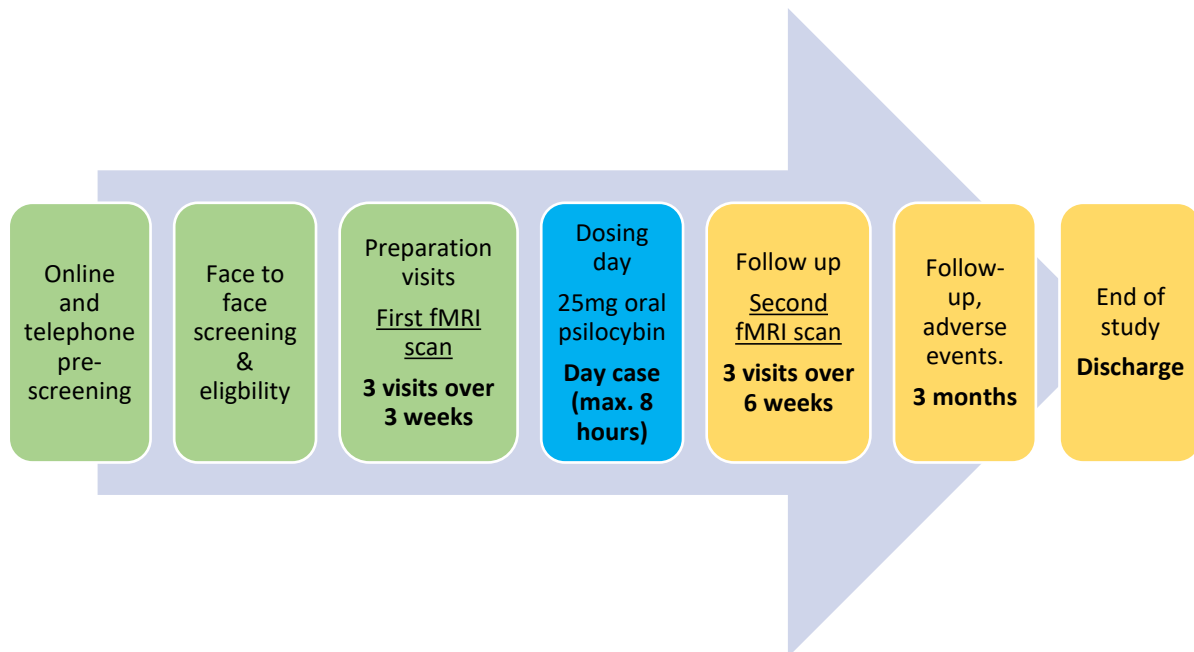 Online
and
telephone
pre-
screening
Face to
face
screening
&
eligbility
Preparation
visits
First fMRI
scan
3 visits over
3 weeks
Dosing
day
25mg oral
psilocybin
Day case
(max. 8
hours)
Follow up
Second
fMRI scan
3 visits over
6 weeks
Follow-
up,
adverse
events.
3 months
End of
study
Discharge